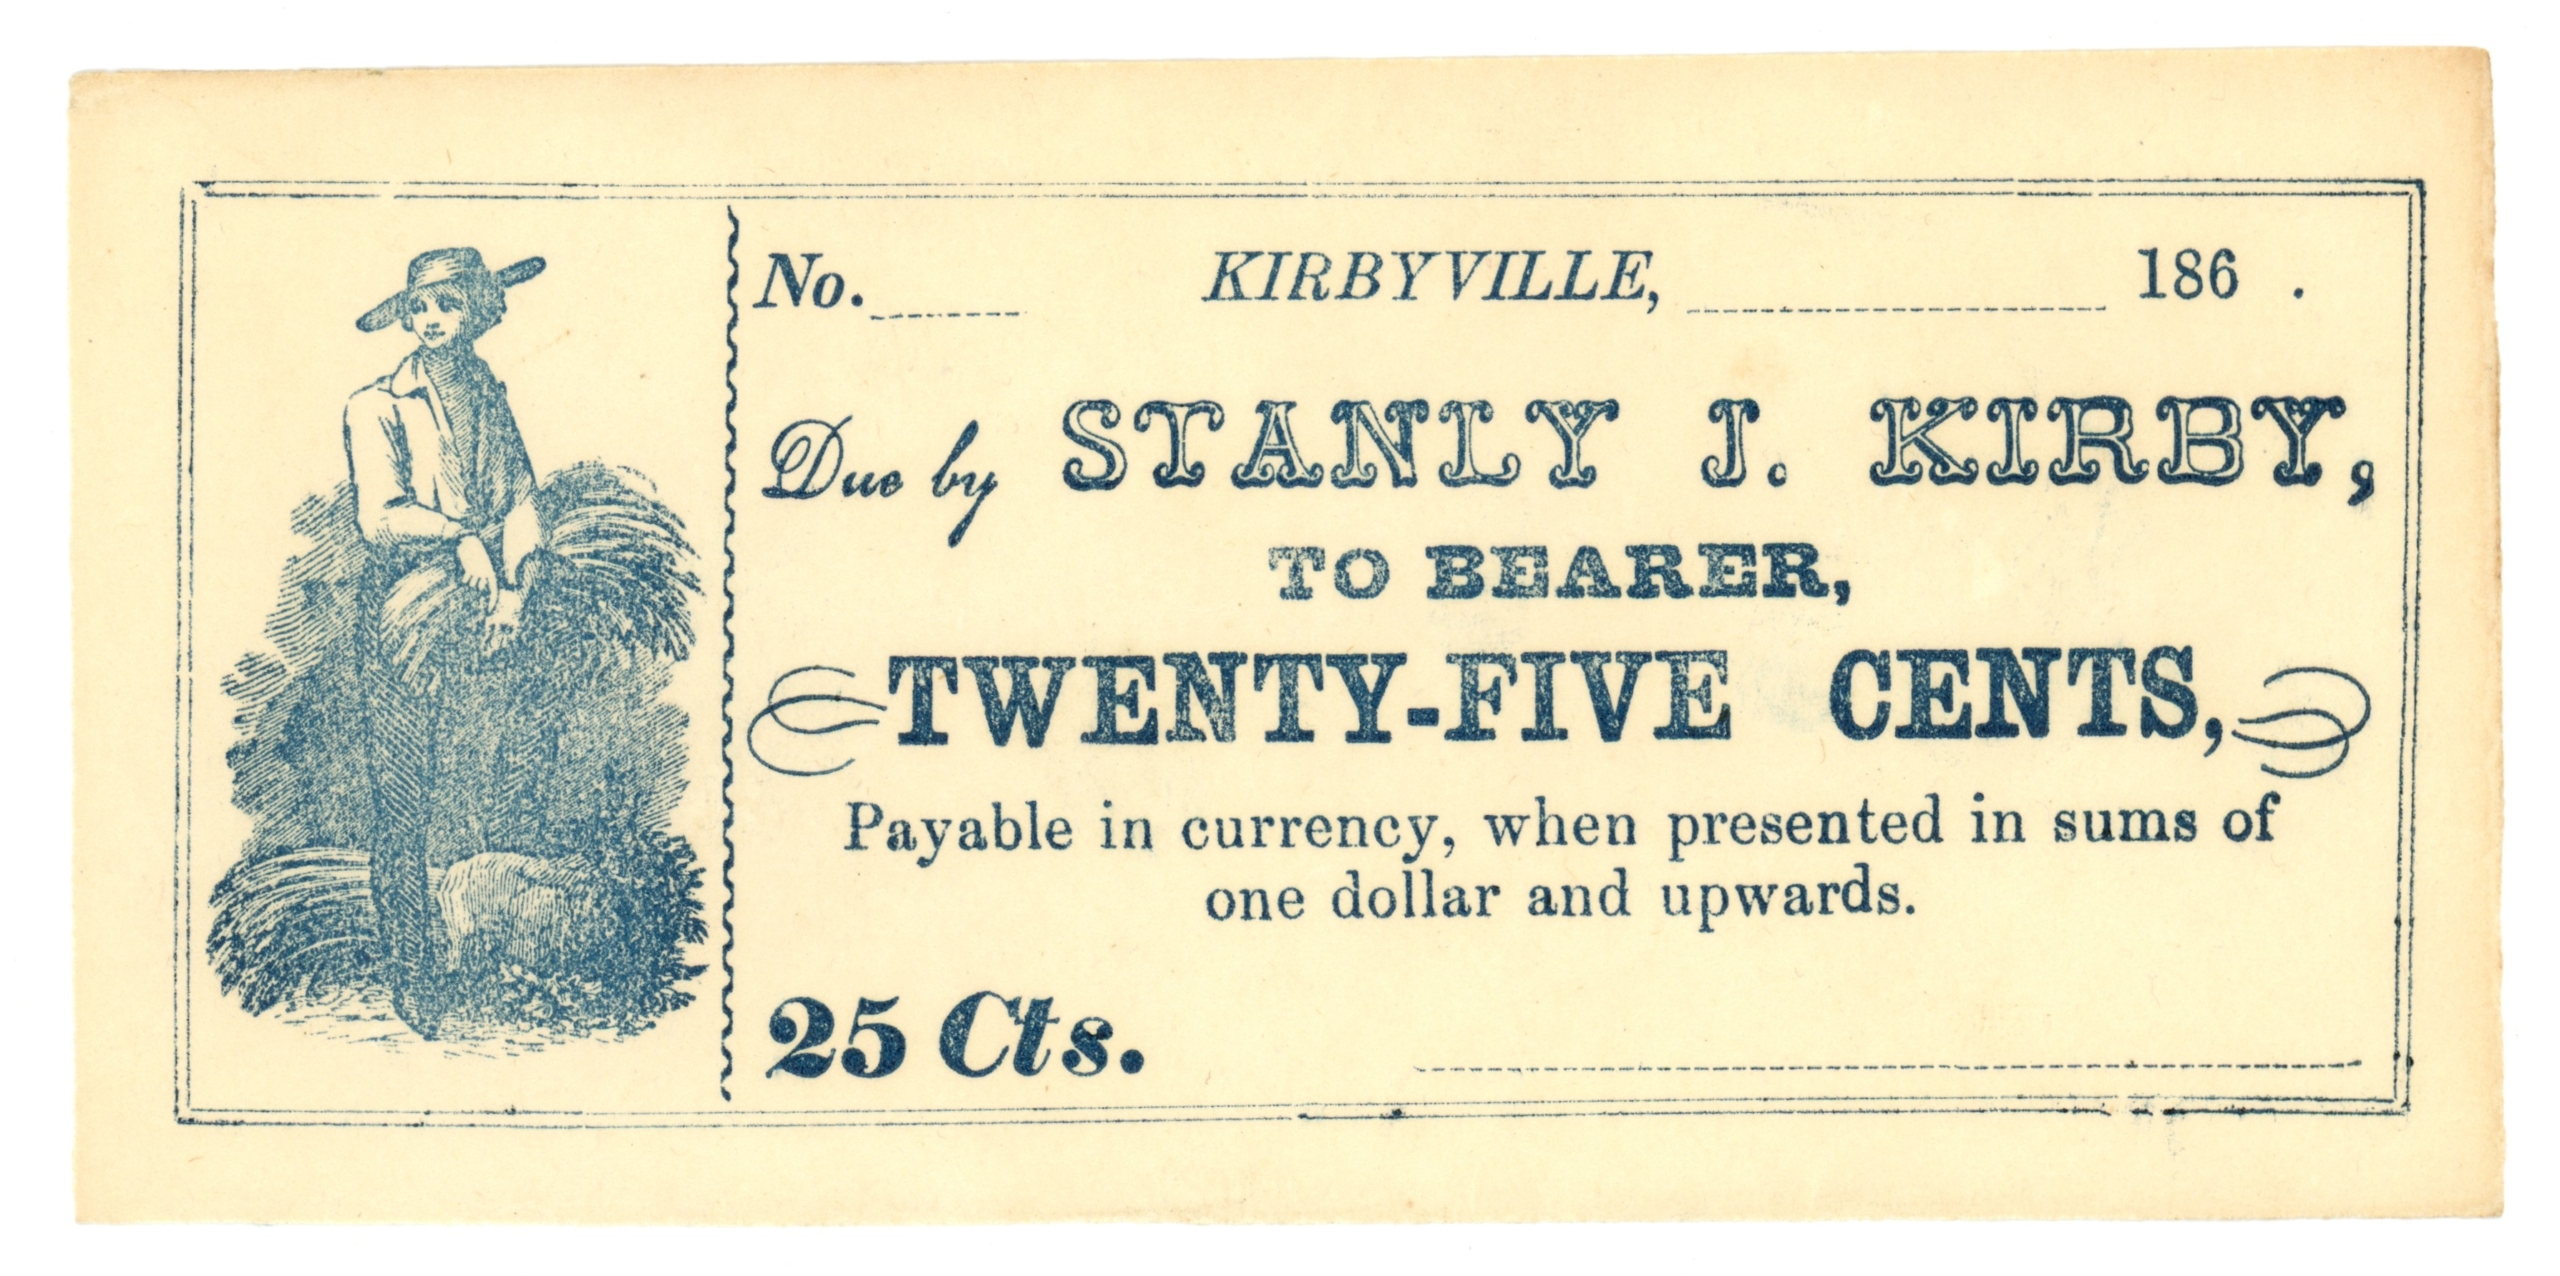 No. KIRBYVILLE, 186 .
Due by STANLY J. KIRBY,
TO BEARER,
TWENTY-FIVE CENTS,
Payable in currency, when presented in sums of
one dollar and upwards.
25 Cts.